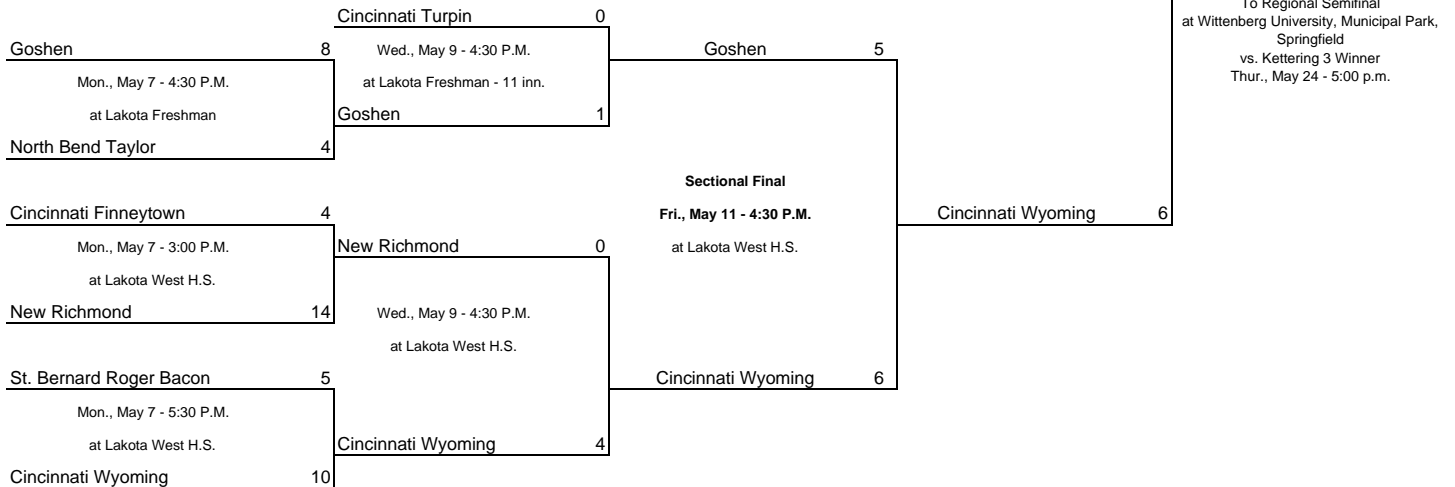 To Regional Semifinal
at Wittenberg University, Municipal Park,
Springfield
vs. Kettering 3 Winner
Thur., May 24 - 5:00 p.m.
Cincinnati Turpin 0
Goshen 8
Wed., May 9 - 4:30 P.M.
Goshen 5
Mon., May 7 - 4:30 P.M.
at Lakota Freshman - 11 inn.
at Lakota Freshman
Goshen 1
North Bend Taylor 4
Sectional Final
Cincinnati Finneytown 4
Fri., May 11 - 4:30 P.M.
Cincinnati Wyoming 6
Mon., May 7 - 3:00 P.M.
New Richmond 0
at Lakota West H.S.
at Lakota West H.S.
New Richmond 14
Wed., May 9 - 4:30 P.M.
at Lakota West H.S.
St. Bernard Roger Bacon 5
Cincinnati Wyoming 6
Mon., May 7 - 5:30 P.M.
at Lakota West H.S.
Cincinnati Wyoming 4
Cincinnati Wyoming 10